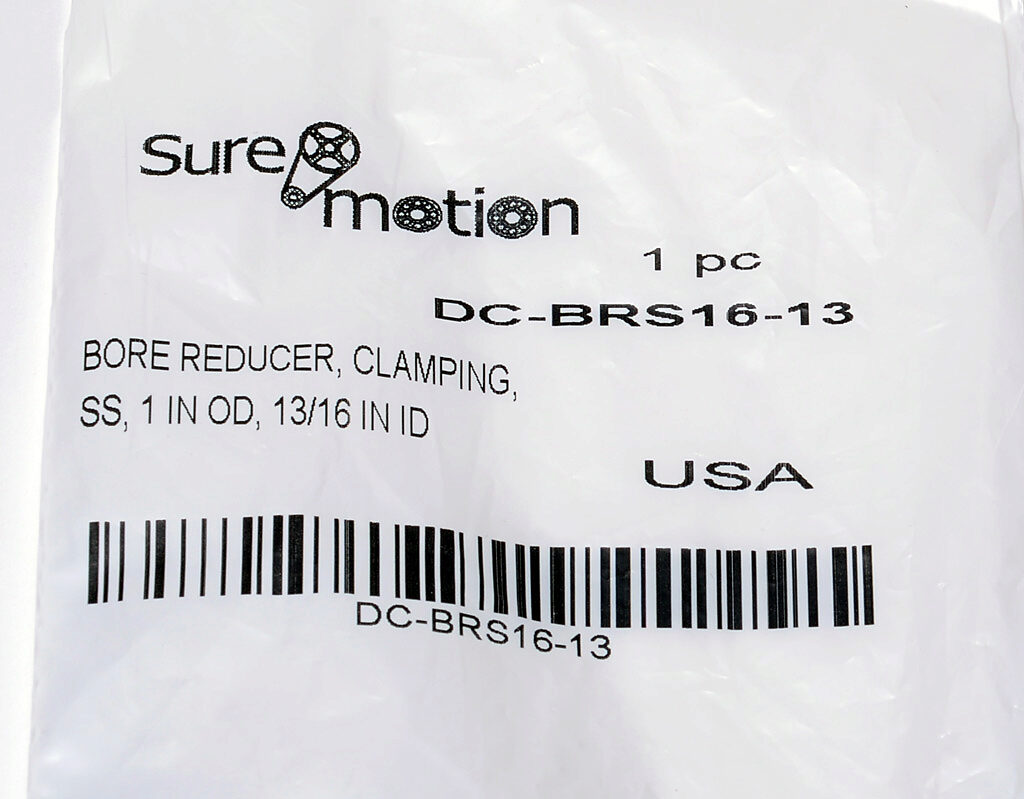 Sure
motion
1 pc
DC-BRS16-13
BORE REDUCER, CLAMPING,
SS, 1 IN OD, 13/16 IN ID
USA
DC-BRS16-13